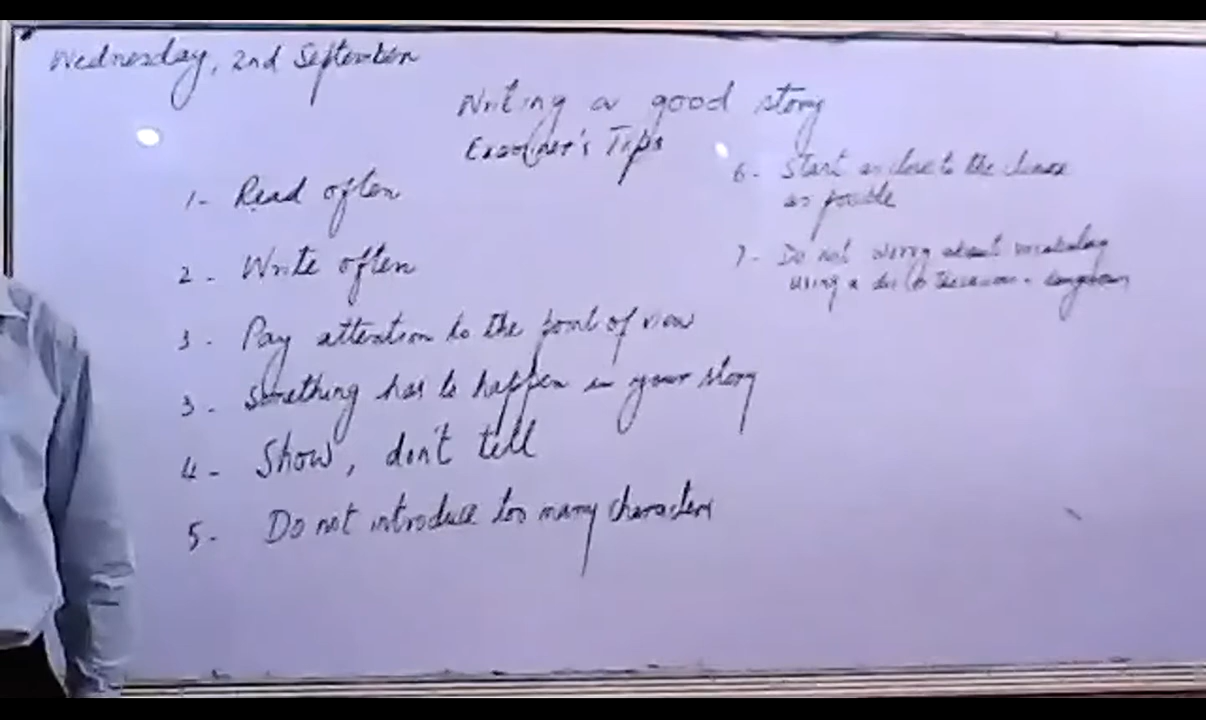 Wednesday, 2nd September
Writing a good story
Examiner's Tips
1- Read often
2- Write often
3- Pay attention to the point of view
3- Something has to happen in your story
4- Show, don't tell
5- Do not introduce too many characters
6- Start as close to the
as possible
7- Do not worry about vocabulary
using a